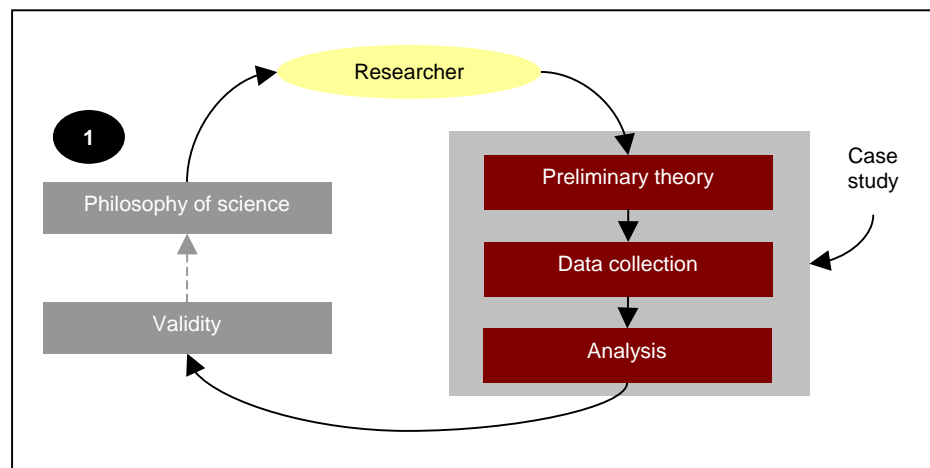 Researcher
1
Philosophy of science
Validity
Preliminary theory
Data collection
Analysis
Case
study